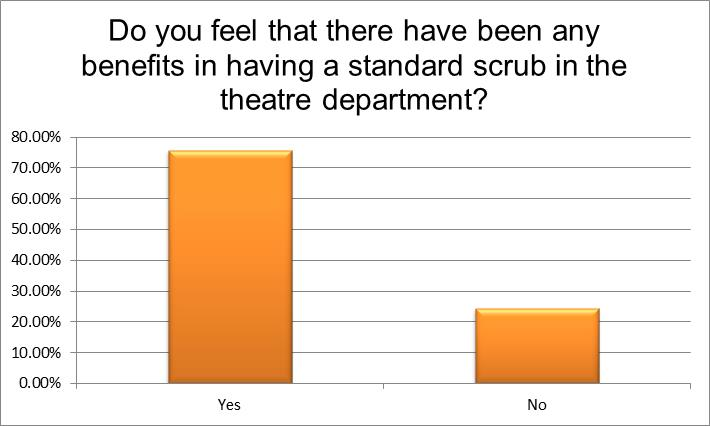 Do you feel that there have been any
benefits in having a standard scrub in the
theatre department?
80.00%
70.00%
60.00%
50.00%
40.00%
30.00%
20.00%
10.00%
0.00%
Yes No